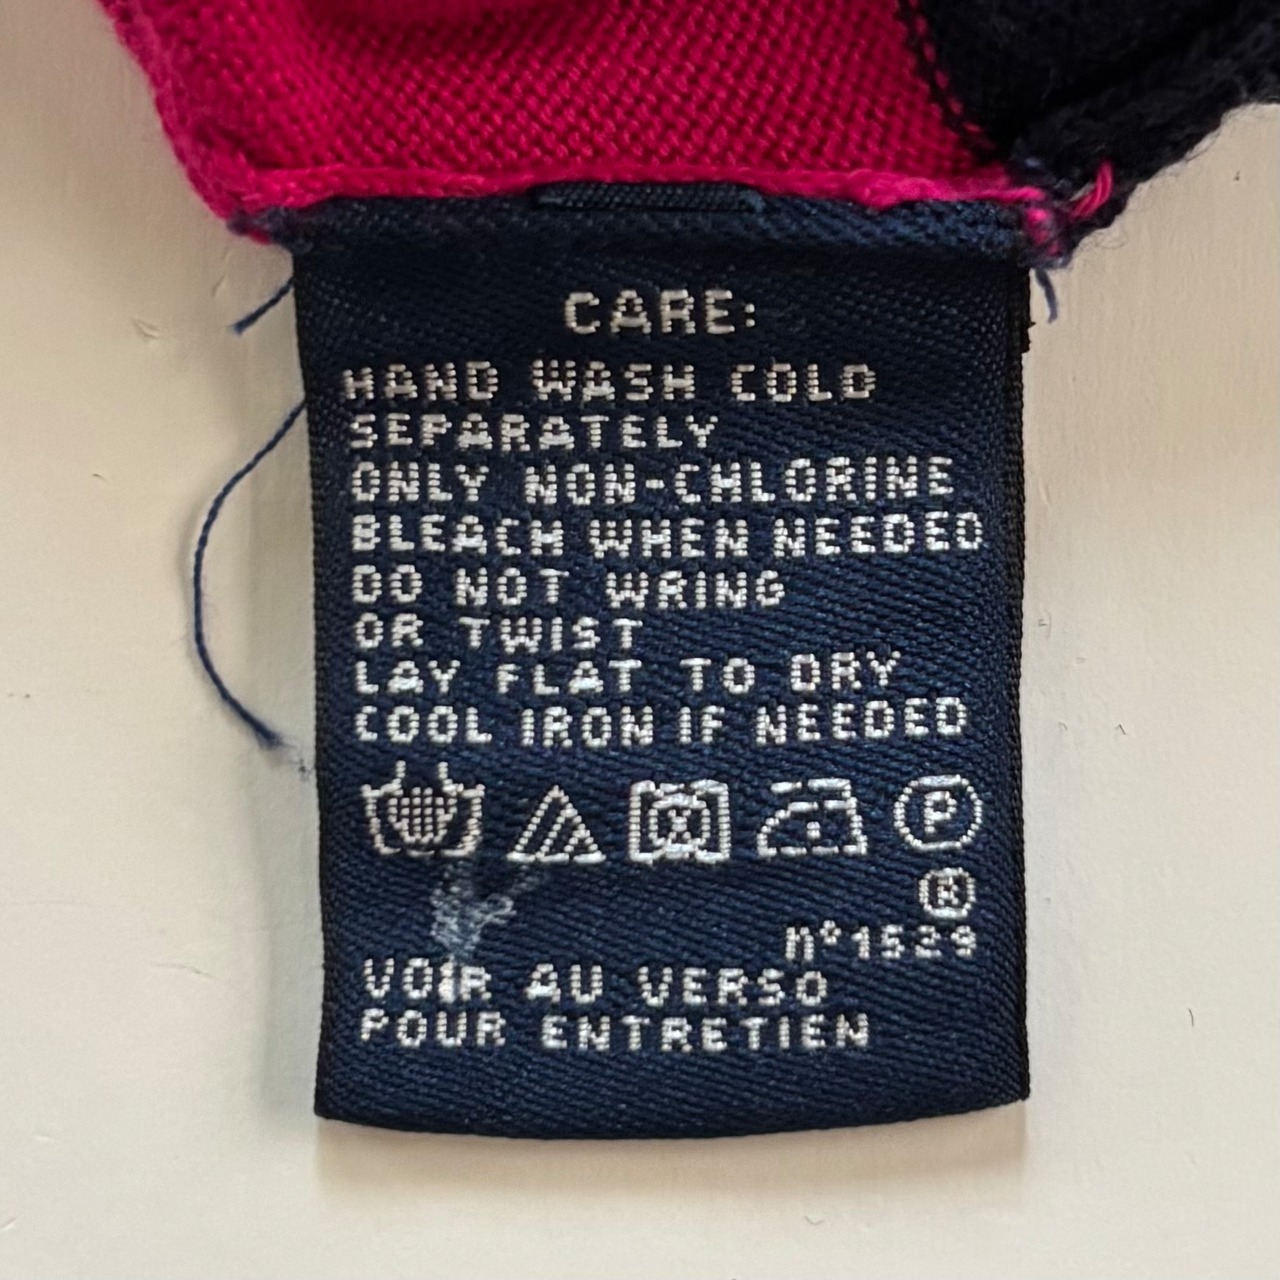 CARE:
HAND WASH COLD
SEPARATELY
ONLY NON-CHLORINE
BLEACH WHEN NEEDED
DO NOT WRING
OR TWIST
LAY FLAT TO DRY
COOL IRON IF NEEDED
P
®
n°1529
VOIR AU VERSO
POUR ENTRETIEN